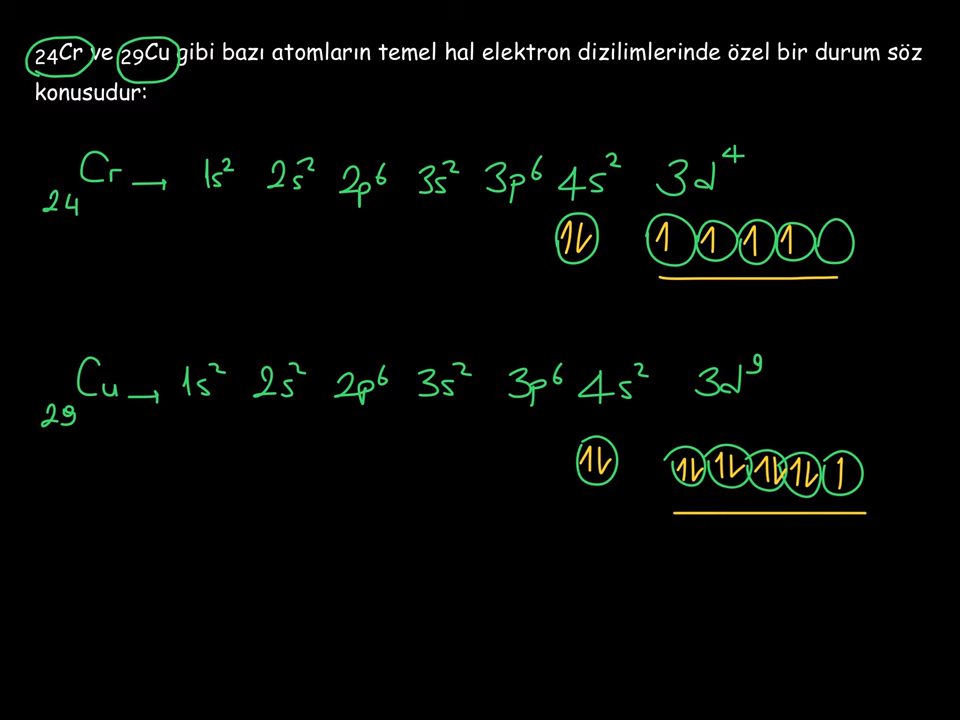 ₂₄Cr ve ₂₉Cu gibi bazı atomların temel hal elektron dizilimlerinde özel bir durum söz
konusudur:
₂₄Cr → 1s² 2s² 2p⁶ 3s² 3p⁶ 4s² 3d⁴
1⇂ 1 1 1 1
₂₉Cu → 1s² 2s² 2p⁶ 3s² 3p⁶ 4s² 3d⁹
1⇂ 1⇂ 1⇂ 1⇂ 1⇂ 1